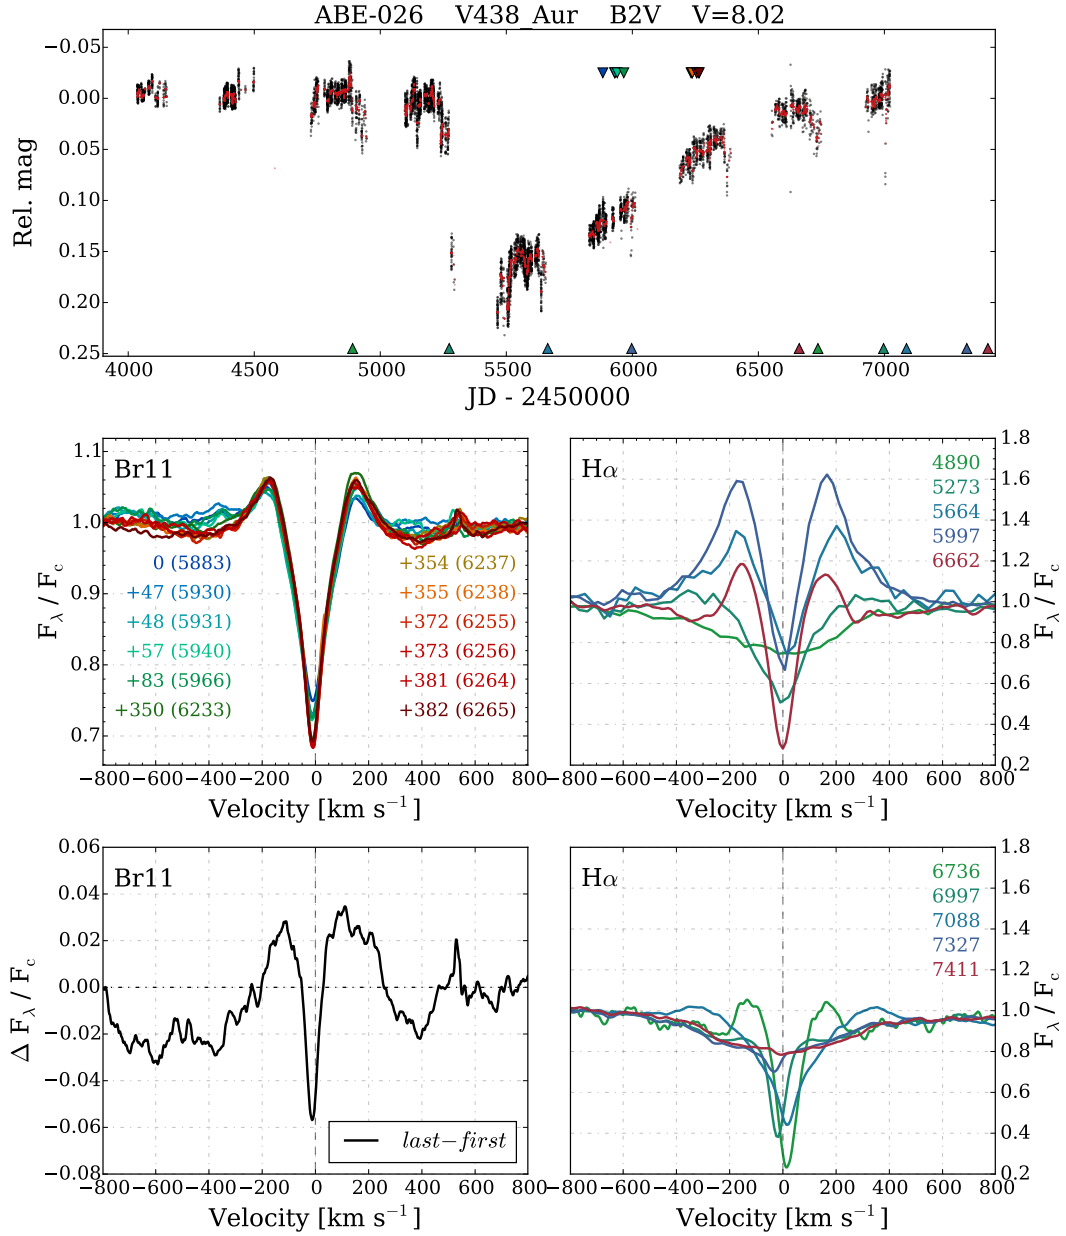 ABE-026 V438_Aur B2V V=8.02
−0.05
0.00
0.05
0.10
0.15
0.20
0.25
Rel. mag
4000 4500 5000 5500 6000 6500 7000
JD - 2450000
Br11
1.1
1.0
0.9
0.8
0.7
F_λ / F_c
0 (5883)
+47 (5930)
+48 (5931)
+57 (5940)
+83 (5966)
+350 (6233)
+354 (6237)
+355 (6238)
+372 (6255)
+373 (6256)
+381 (6264)
+382 (6265)
−800 −600 −400 −200 0 200 400 600 800
Velocity [km s⁻¹]
Hα
4890
5273
5664
5997
6662
1.8
1.6
1.4
1.2
1.0
0.8
0.6
0.4
0.2
F_λ / F_c
−800 −600 −400 −200 0 200 400 600 800
Velocity [km s⁻¹]
Br11
0.06
0.04
0.02
0.00
−0.02
−0.04
−0.06
−0.08
Δ F_λ / F_c
last−first
−800 −600 −400 −200 0 200 400 600 800
Velocity [km s⁻¹]
Hα
6736
6997
7088
7327
7411
1.8
1.6
1.4
1.2
1.0
0.8
0.6
0.4
0.2
F_λ / F_c
−800 −600 −400 −200 0 200 400 600 800
Velocity [km s⁻¹]